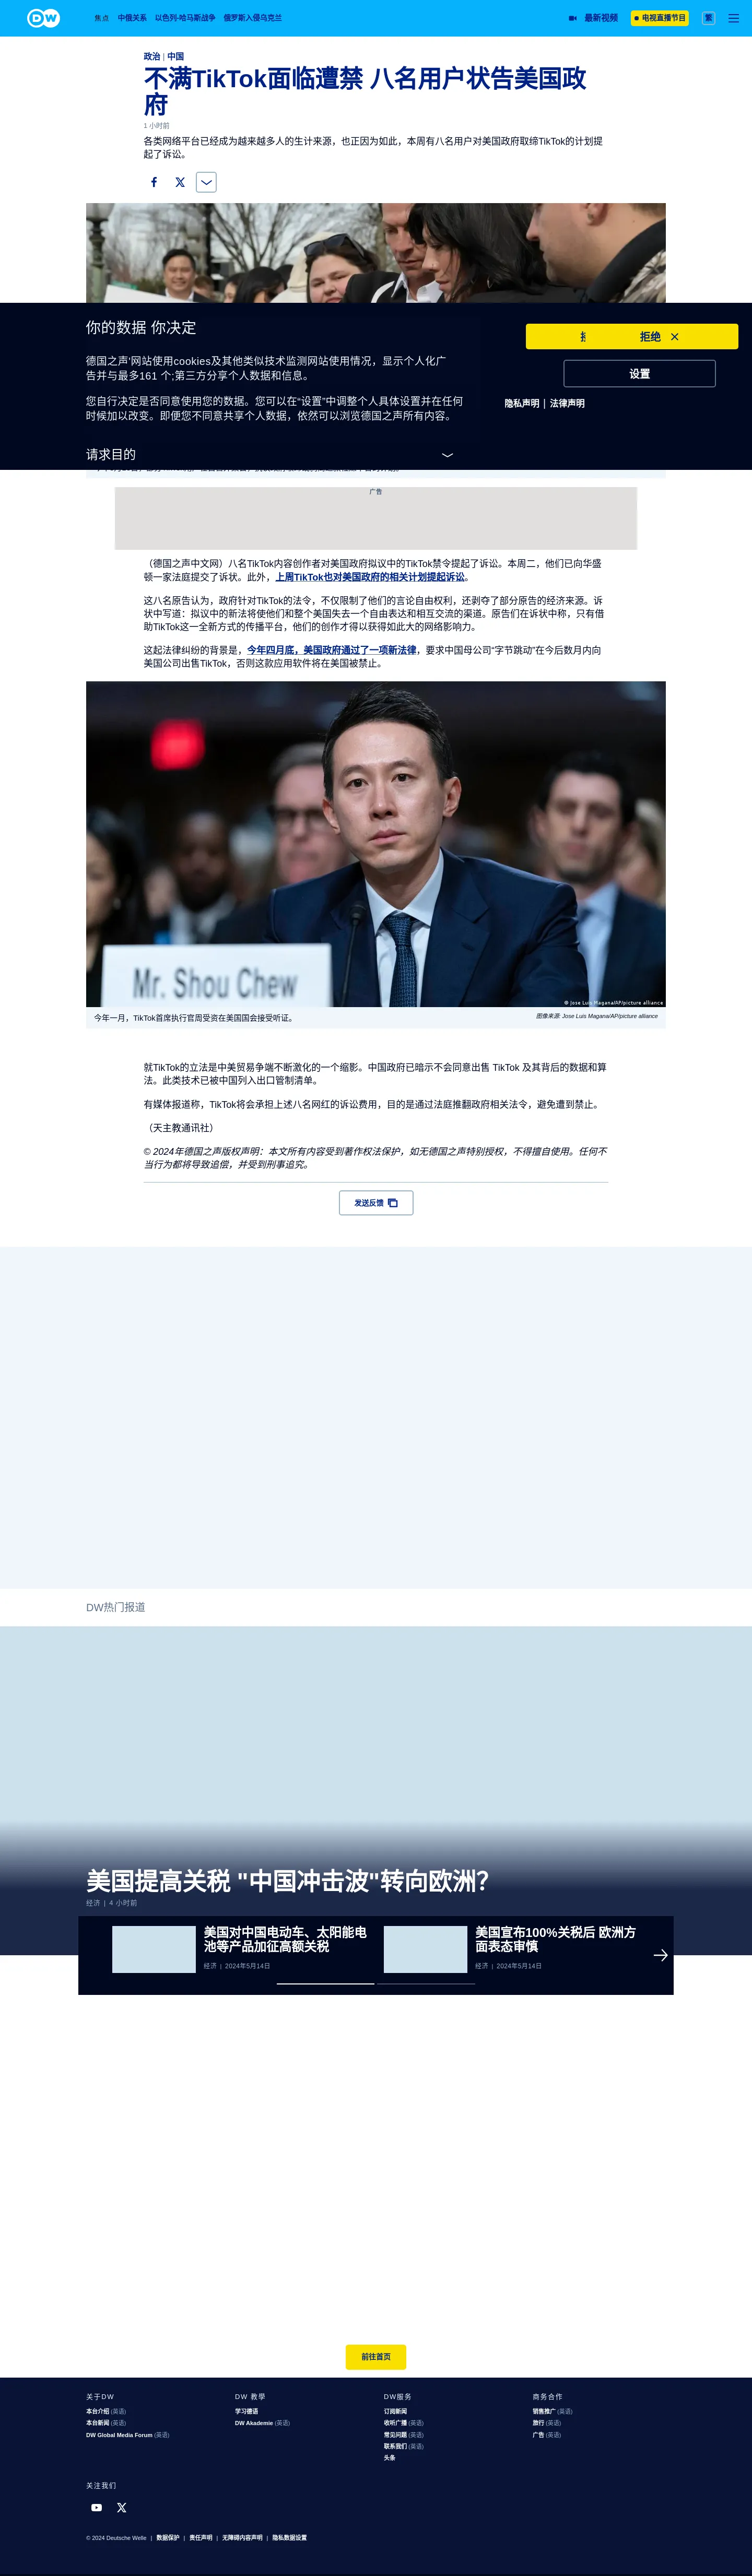 DW
焦点 中俄关系 以色列-哈马斯战争 俄罗斯入侵乌克兰 最新视频 电视直播节目 繁
政治 | 中国
不满TikTok面临遭禁 八名用户状告美国政
府
1 小时前
各类网络平台已经成为越来越多人的生计来源，也正因为如此，本周有八名用户对美国政府取缔TikTok的计划提
起了诉讼。
你的数据 你决定
拒绝
德国之声'网站使用cookies及其他类似技术监测网站使用情况，显示个人化广
告并与最多161 个;第三方分享个人数据和信息。
设置
您自行决定是否同意使用您的数据。您可以在"设置"中调整个人具体设置并在任何
时候加以改变。即便您不同意共享个人数据，依然可以浏览德国之声所有内容。
隐私声明 | 法律声明
请求目的
广告
（德国之声中文网）八名TikTok内容创作者对美国政府拟议中的TikTok禁令提起了诉讼。本周二，他们已向华盛
顿一家法庭提交了诉状。此外，上周TikTok也对美国政府的相关计划提起诉讼。
这八名原告认为，政府针对TikTok的法令，不仅限制了他们的言论自由权利，还剥夺了部分原告的经济来源。诉
状中写道：拟议中的新法将使他们和整个美国失去一个自由表达和相互交流的渠道。原告们在诉状中称，只有借
助TikTok这一全新方式的传播平台，他们的创作才得以获得如此大的网络影响力。
这起法律纠纷的背景是，今年四月底，美国政府通过了一项新法律，要求中国母公司“字节跳动”在今后数月内向
美国公司出售TikTok，否则这款应用软件将在美国被禁止。
Mr. Shou Chew
© Jose Luis Magana/AP/picture alliance
今年一月，TikTok首席执行官周受资在美国国会接受听证。
图像来源: Jose Luis Magana/AP/picture alliance
就TikTok的立法是中美贸易争端不断激化的一个缩影。中国政府已暗示不会同意出售 TikTok 及其背后的数据和算
法。此类技术已被中国列入出口管制清单。
有媒体报道称，TikTok将会承担上述八名网红的诉讼费用，目的是通过法庭推翻政府相关法令，避免遭到禁止。
（天主教通讯社）
© 2024年德国之声版权声明：本文所有内容受到著作权法保护，如无德国之声特别授权，不得擅自使用。任何不
当行为都将导致追偿，并受到刑事追究。
发送反馈
DW热门报道
美国提高关税 "中国冲击波"转向欧洲？
经济 | 4 小时前
美国对中国电动车、太阳能电
池等产品加征高额关税
经济 | 2024年5月14日
美国宣布100%关税后 欧洲方
面表态审慎
经济 | 2024年5月14日
前往首页
关于DW
本台介绍 (英语)
本台新闻 (英语)
DW Global Media Forum (英语)
DW 教學
学习德语
DW Akademie (英语)
DW服务
订阅新闻
收听广播 (英语)
常见问题 (英语)
联系我们 (英语)
头条
商务合作
销售推广 (英语)
旅行 (英语)
广告 (英语)
关注我们
© 2024 Deutsche Welle | 数据保护 | 责任声明 | 无障碍内容声明 | 隐私数据设置